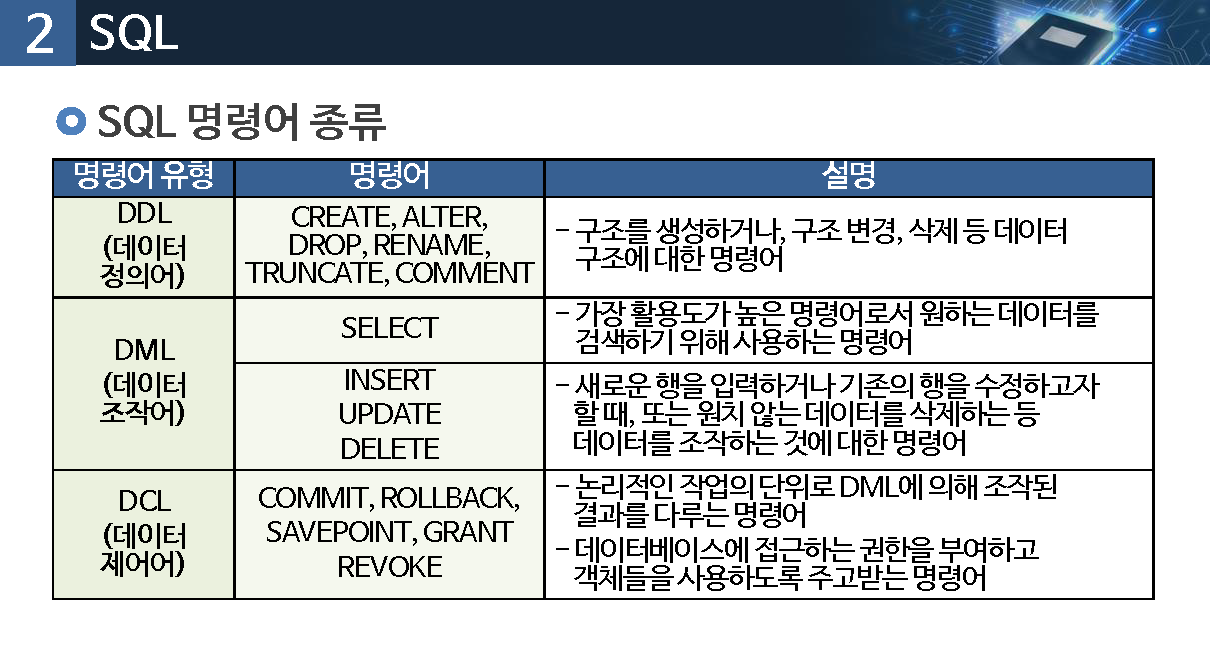 2 SQL
SQL 명령어 종류
명령어 유형 명령어 설명
DDL
(데이터
정의어)
CREATE, ALTER,
DROP, RENAME,
TRUNCATE, COMMENT
- 구조를 생성하거나, 구조 변경, 삭제 등 데이터
구조에 대한 명령어
DML
(데이터
조작어)
SELECT
- 가장 활용도가 높은 명령어로서 원하는 데이터를
검색하기 위해 사용하는 명령어
INSERT
UPDATE
DELETE
- 새로운 행을 입력하거나 기존의 행을 수정하고자
할 때, 또는 원치 않는 데이터를 삭제하는 등
데이터를 조작하는 것에 대한 명령어
DCL
(데이터
제어어)
COMMIT, ROLLBACK,
SAVEPOINT, GRANT
REVOKE
- 논리적인 작업의 단위로 DML에 의해 조작된
결과를 다루는 명령어
- 데이터베이스에 접근하는 권한을 부여하고
객체들을 사용하도록 주고받는 명령어